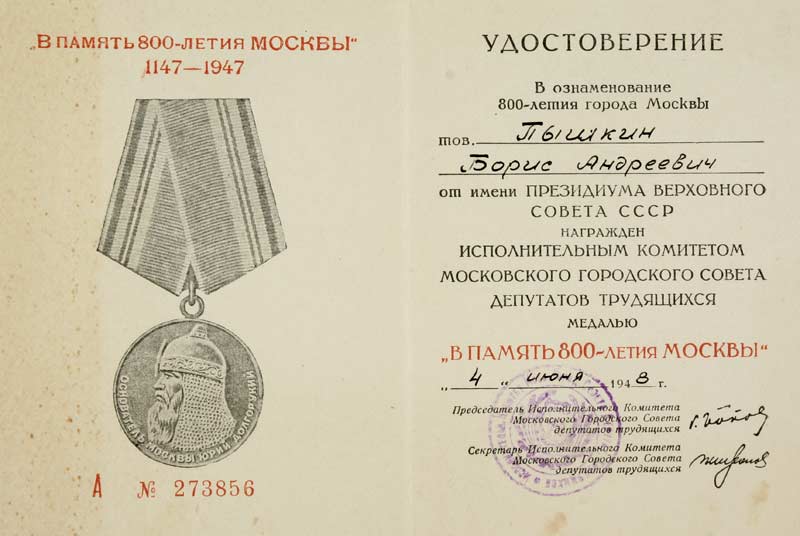 „В ПАМЯТЬ 800-ЛЕТИЯ МОСКВЫ“
1147—1947
ОСНОВАТЕЛЬ МОСКВЫ ЮРИЙ ДОЛГОРУКИЙ
А № 273856
УДОСТОВЕРЕНИЕ
В ознаменование
800-летия города Москвы
тов. Пышкин
Борис Андреевич
от имени ПРЕЗИДИУМА ВЕРХОВНОГО
СОВЕТА СССР
НАГРАЖДЕН
ИСПОЛНИТЕЛЬНЫМ КОМИТЕТОМ
МОСКОВСКОГО ГОРОДСКОГО СОВЕТА
ДЕПУТАТОВ ТРУДЯЩИХСЯ
МЕДАЛЬЮ
„В ПАМЯТЬ 800-ЛЕТИЯ МОСКВЫ“
„ 4 “ июня 1948 г.
Председатель Исполнительного Комитета
Московского Городского Совета
депутатов трудящихся
Секретарь Исполнительного Комитета
Московского Городского Совета
депутатов трудящихся